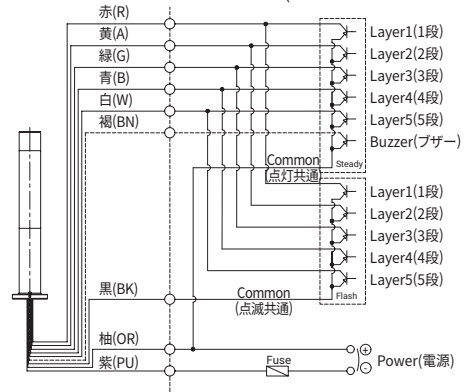 赤(R)
黄(A)
緑(G)
青(B)
白(W)
褐(BN)
Layer1(1段)
Layer2(2段)
Layer3(3段)
Layer4(4段)
Layer5(5段)
Buzzer(ブザー)
Common
(点灯共通)
Steady
Layer1(1段)
Layer2(2段)
Layer3(3段)
Layer4(4段)
Layer5(5段)
Flash
黒(BK)
Common
(点滅共通)
柚(OR)
紫(PU)
Fuse
+
-
Power(電源)